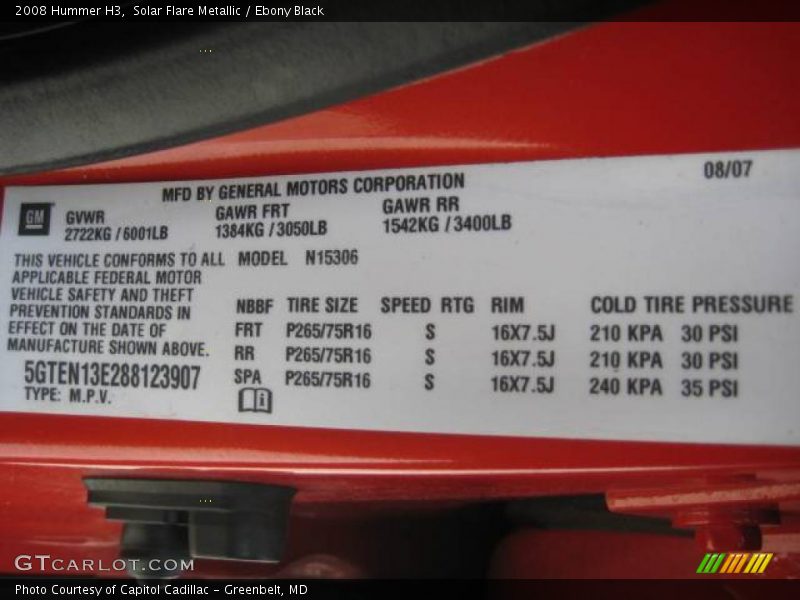 2008 Hummer H3, Solar Flare Metallic / Ebony Black
08/07
MFD BY GENERAL MOTORS CORPORATION
GM
GVWR GAWR FRT GAWR RR
2722KG / 6001LB 1384KG / 3050LB 1542KG / 3400LB
THIS VEHICLE CONFORMS TO ALL MODEL N15306
APPLICABLE FEDERAL MOTOR
VEHICLE SAFETY AND THEFT
PREVENTION STANDARDS IN
EFFECT ON THE DATE OF
MANUFACTURE SHOWN ABOVE.
NBBF TIRE SIZE SPEED RTG RIM COLD TIRE PRESSURE
FRT P265/75R16 S 16X7.5J 210 KPA 30 PSI
RR P265/75R16 S 16X7.5J 210 KPA 30 PSI
SPA P265/75R16 S 16X7.5J 240 KPA 35 PSI
5GTEN13E288123907
TYPE: M.P.V.
GTCARLOT.COM
Photo Courtesy of Capitol Cadillac - Greenbelt, MD